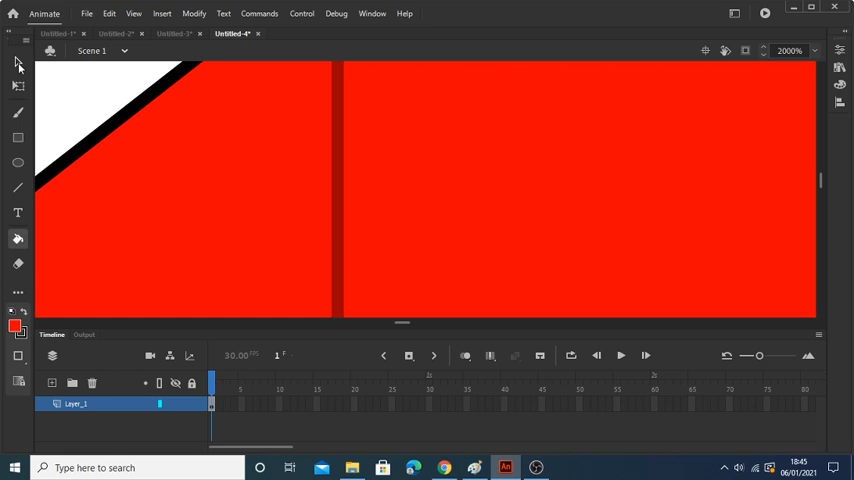 Animate File Edit View Insert Modify Text Commands Control Debug Window Help
Untitled-1* × Untitled-2* × Untitled-3* × Untitled-4* ×
Scene 1 2000%
T
Timeline Output
30.00 FPS 1 F
1s 2s
5 10 15 20 25 30 35 40 45 50 55 60 65 70 75 80
Layer_1
Type here to search An 18:45
06/01/2021